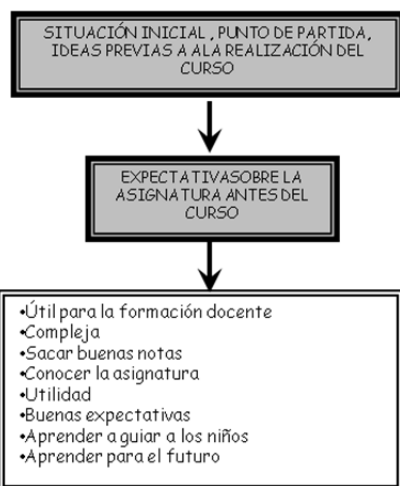 SITUACIÓN INICIAL , PUNTO DE PARTIDA,
IDEAS PREVIAS A ALA REALIZACIÓN DEL
CURSO
EXPECTATIVASOBRE LA
ASIGNATURA ANTES DEL
CURSO
•Útil para la formación docente
•Compleja
•Sacar buenas notas
•Conocer la asignatura
•Utilidad
•Buenas expectativas
•Aprender a guiar a los niños
•Aprender para el futuro